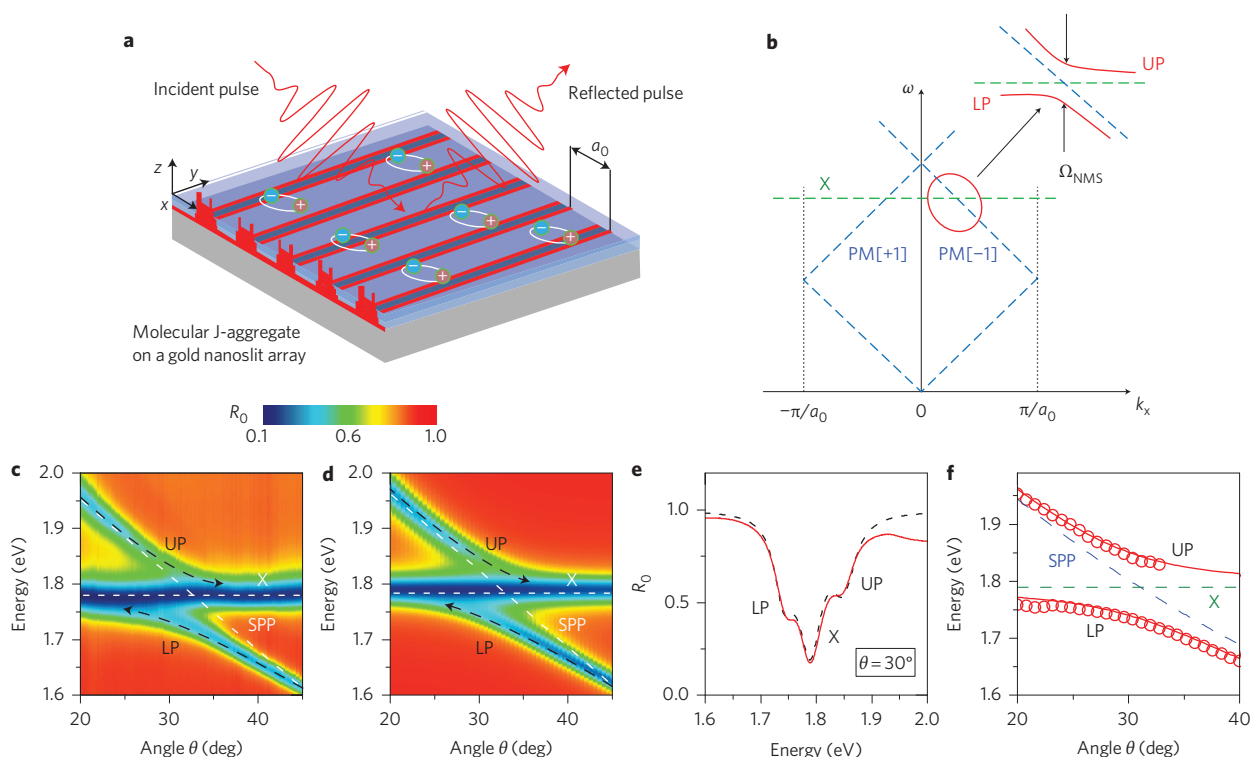 a
Incident pulse
Reflected pulse
a₀
z
y
x
− + − + − + − + − + − +
Molecular J-aggregate
on a gold nanoslit array
b
ω
UP
LP
Ω_NMS
X
PM[+1]
PM[−1]
−π/a₀
0
π/a₀
k_x
R₀
0.1
0.6
1.0
c
2.0
1.9
1.8
1.7
1.6
Energy (eV)
UP
X
SPP
LP
20
30
40
Angle θ (deg)
d
2.0
1.9
1.8
1.7
1.6
Energy (eV)
UP
X
SPP
LP
20
30
40
Angle θ (deg)
e
R₀
1.0
0.5
0.0
LP
UP
X
θ = 30°
1.6
1.7
1.8
1.9
2.0
Energy (eV)
f
1.9
1.8
1.7
1.6
Energy (eV)
SPP
UP
X
LP
20
30
40
Angle θ (deg)